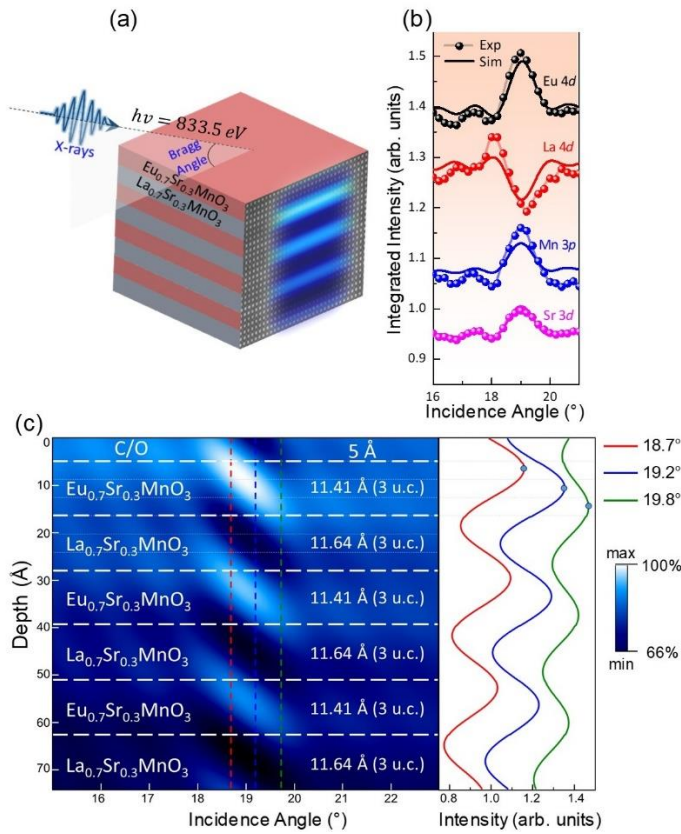 (a)
hν = 833.5 eV
X-rays
Bragg
Angle
Eu0.7Sr0.3MnO3
La0.7Sr0.3MnO3
(b)
Integrated Intensity (arb. units)
1.5
1.4
1.3
1.2
1.1
1.0
0.9
Exp
Sim
Eu 4d
La 4d
Mn 3p
Sr 3d
16 18 20
Incidence Angle (°)
(c)
Depth (Å)
0
10
20
30
40
50
60
70
C/O 5 Å
Eu0.7Sr0.3MnO3 11.41 Å (3 u.c.)
La0.7Sr0.3MnO3 11.64 Å (3 u.c.)
Eu0.7Sr0.3MnO3 11.41 Å (3 u.c.)
La0.7Sr0.3MnO3 11.64 Å (3 u.c.)
Eu0.7Sr0.3MnO3 11.41 Å (3 u.c.)
La0.7Sr0.3MnO3 11.64 Å (3 u.c.)
15 16 17 18 19 20 21 22
Incidence Angle (°)
0.8 1.0 1.2 1.4
Intensity (arb. units)
18.7°
19.2°
19.8°
max
100%
66%
min